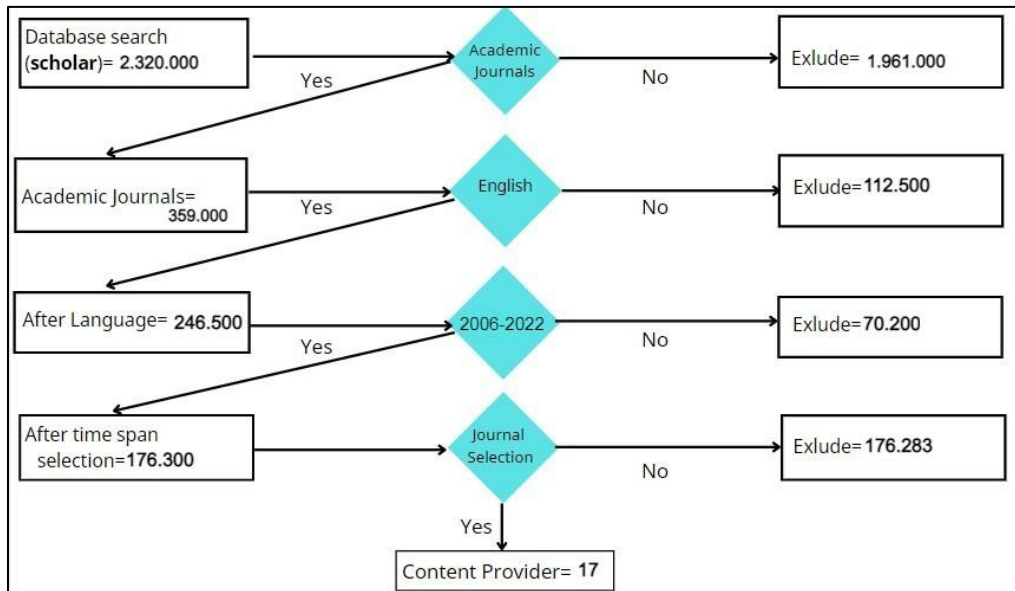 Database search
(scholar)= 2.320.000
Academic
Journals
Exlude= 1.961.000
Yes
No
Academic Journals=
359.000
English
Exlude=112.500
Yes
No
After Language= 246.500
2006-2022
Exlude=70.200
Yes
No
After time span
selection=176.300
Journal
Selection
Exlude=176.283
No
Yes
Content Provider= 17